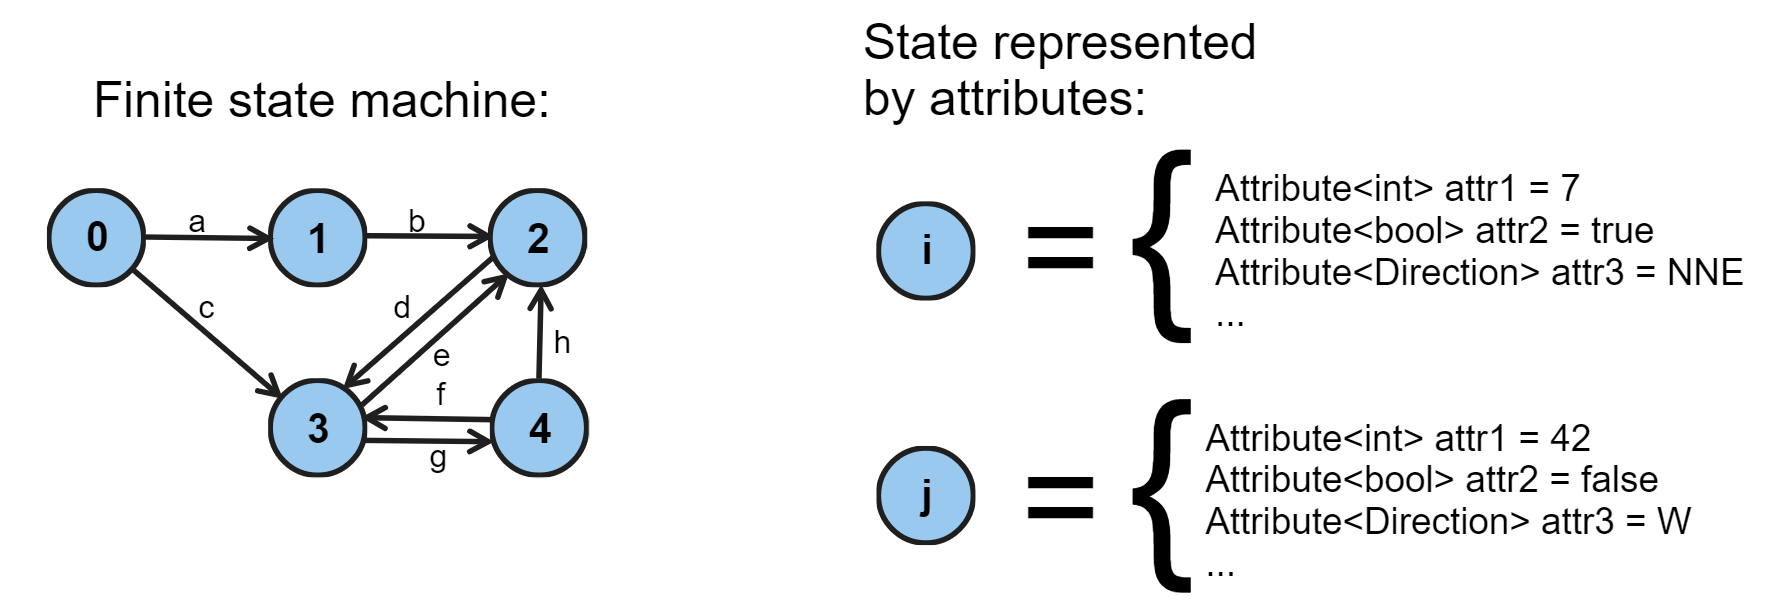 Finite state machine:
0
a
1
b
2
c
d
e
h
3
f
g
4
State represented
by attributes:
i
=
{
Attribute<int> attr1 = 7
Attribute<bool> attr2 = true
Attribute<Direction> attr3 = NNE
...
j
=
{
Attribute<int> attr1 = 42
Attribute<bool> attr2 = false
Attribute<Direction> attr3 = W
...